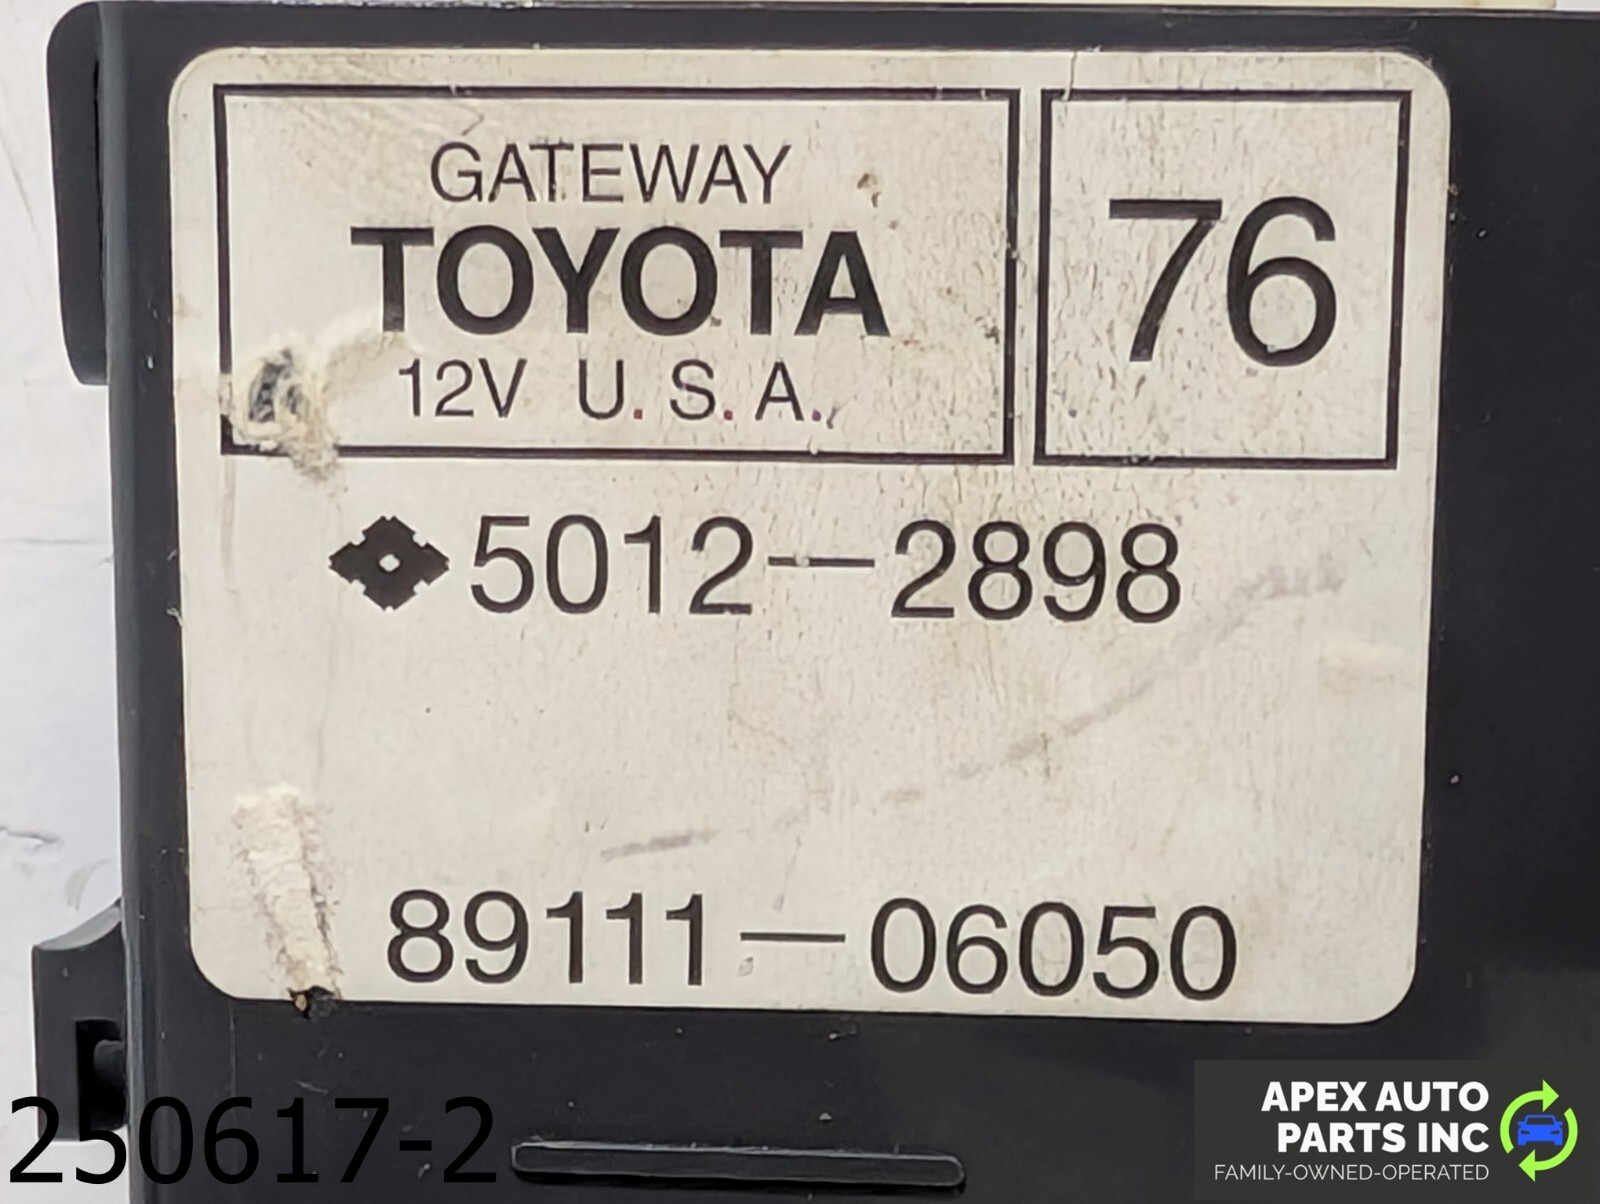 GATEWAY
TOYOTA
12V U. S. A.
76
5012-2898
89111-06050
250617-2
APEX AUTO
PARTS INC
FAMILY-OWNED-OPERATED